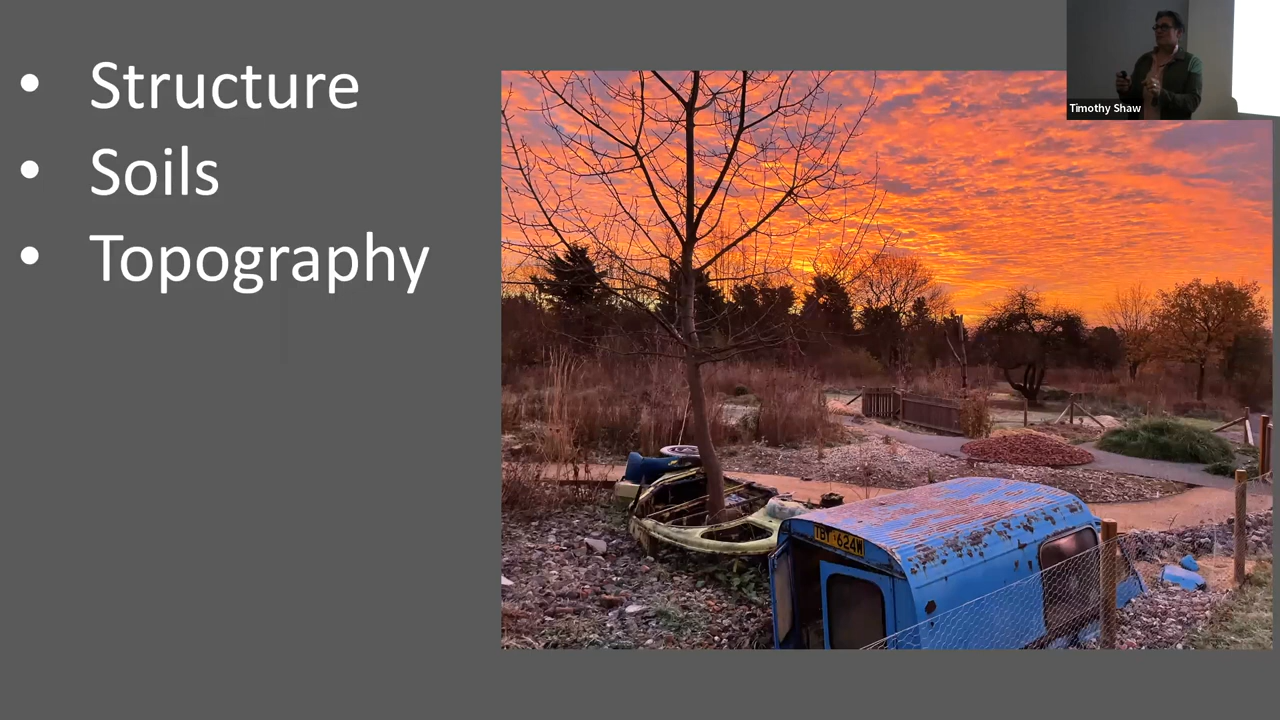 • Structure
• Soils
• Topography
Timothy Shaw
TBT 624W